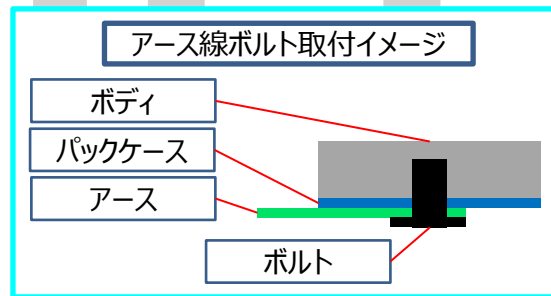 アース線ボルト取付イメージ
ボディ
パックケース
アース
ボルト